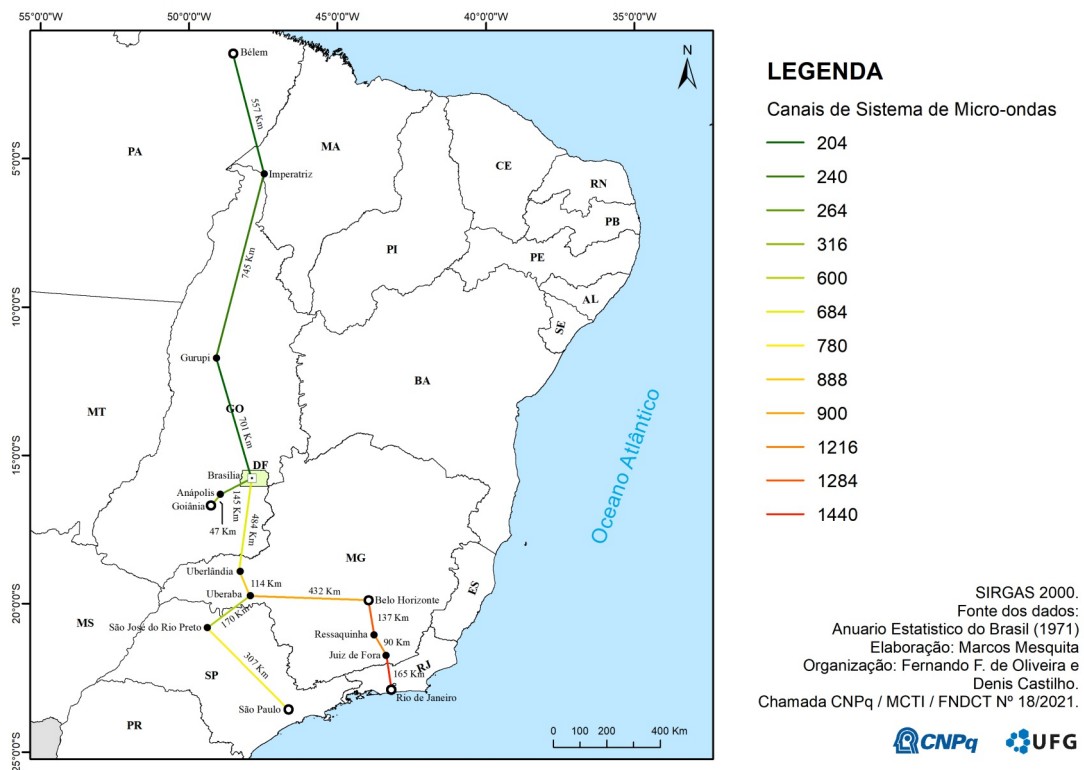 55°0'0"W
50°0'0"W
45°0'0"W
40°0'0"W
35°0'0"W
5°0'0"S
10°0'0"S
15°0'0"S
20°0'0"S
25°0'0"S
N
Bélem
557 Km
PA
MA
Imperatriz
CE
RN
PB
PI
PE
AL
SE
745 Km
Gurupi
BA
MT
GO
701 Km
DF
Brasília
Anápolis
Goiânia
145 Km
47 Km
484 Km
Oceano Atlântico
MG
ES
Uberlândia
114 Km
Uberaba
432 Km
Belo Horizonte
MS
170 Km
São José do Rio Preto
137 Km
Ressaquinha
90 Km
Juiz de Fora
RJ
307 Km
SP
165 Km
São Paulo
Rio de Janeiro
PR
0 100 200 400 Km
LEGENDA
Canais de Sistema de Micro-ondas
204
240
264
316
600
684
780
888
900
1216
1284
1440
SIRGAS 2000.
Fonte dos dados:
Anuario Estatistico do Brasil (1971)
Elaboração: Marcos Mesquita
Organização: Fernando F. de Oliveira e
Denis Castilho.
Chamada CNPq / MCTI / FNDCT Nº 18/2021.
CNPq
UFG